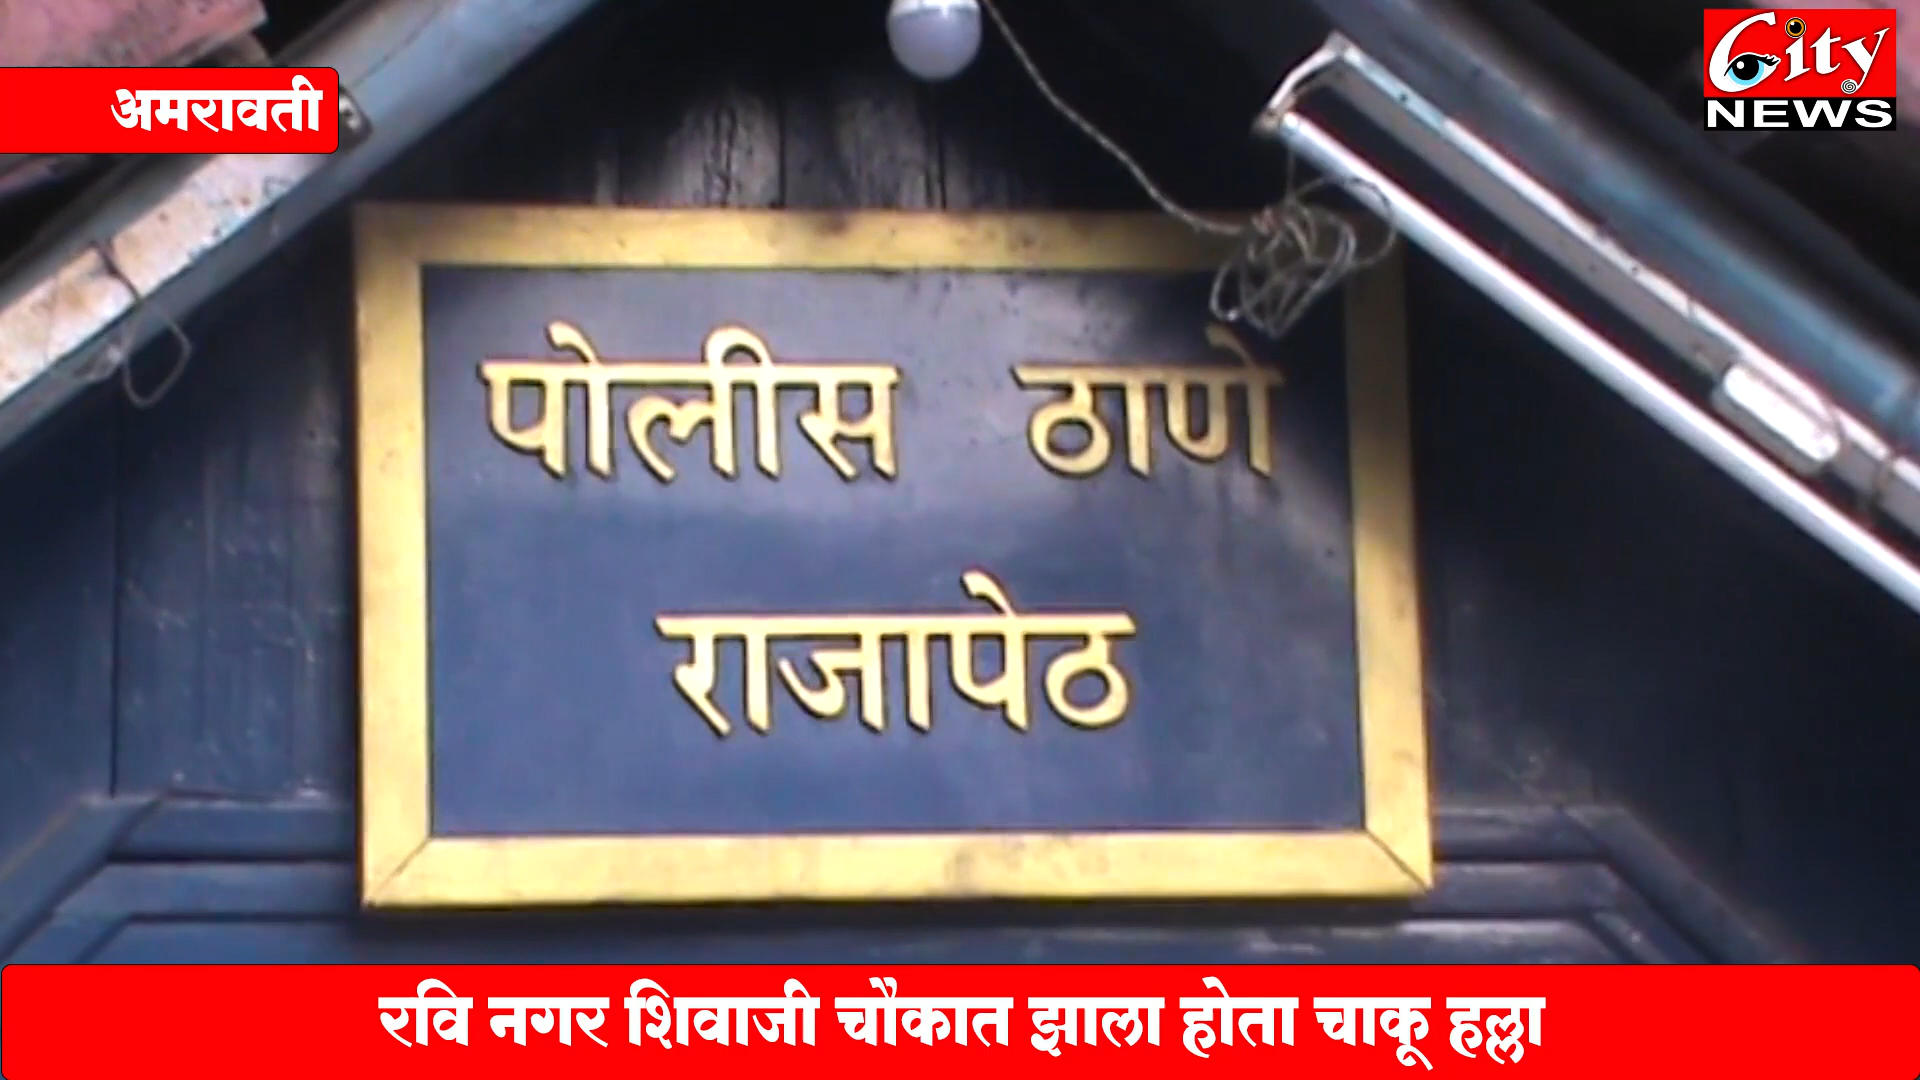 अमरावती
City
NEWS
पोलीस ठाणे
राजापेठ
रवि नगर शिवाजी चौकात झाला होता चाकू हल्ला